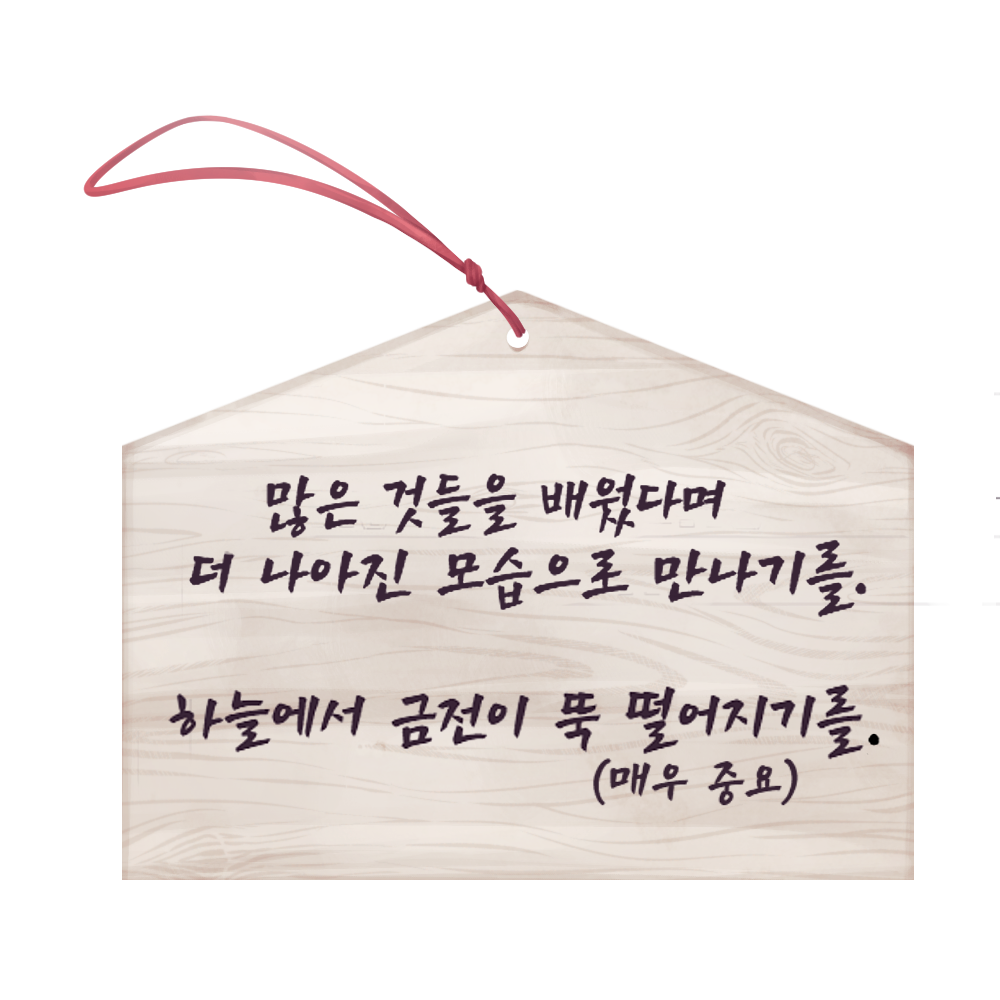 많은 것들을 배웠다며
더 나아진 모습으로 만나기를.
하늘에서 금전이 뚝 떨어지기를.
(매우 중요)